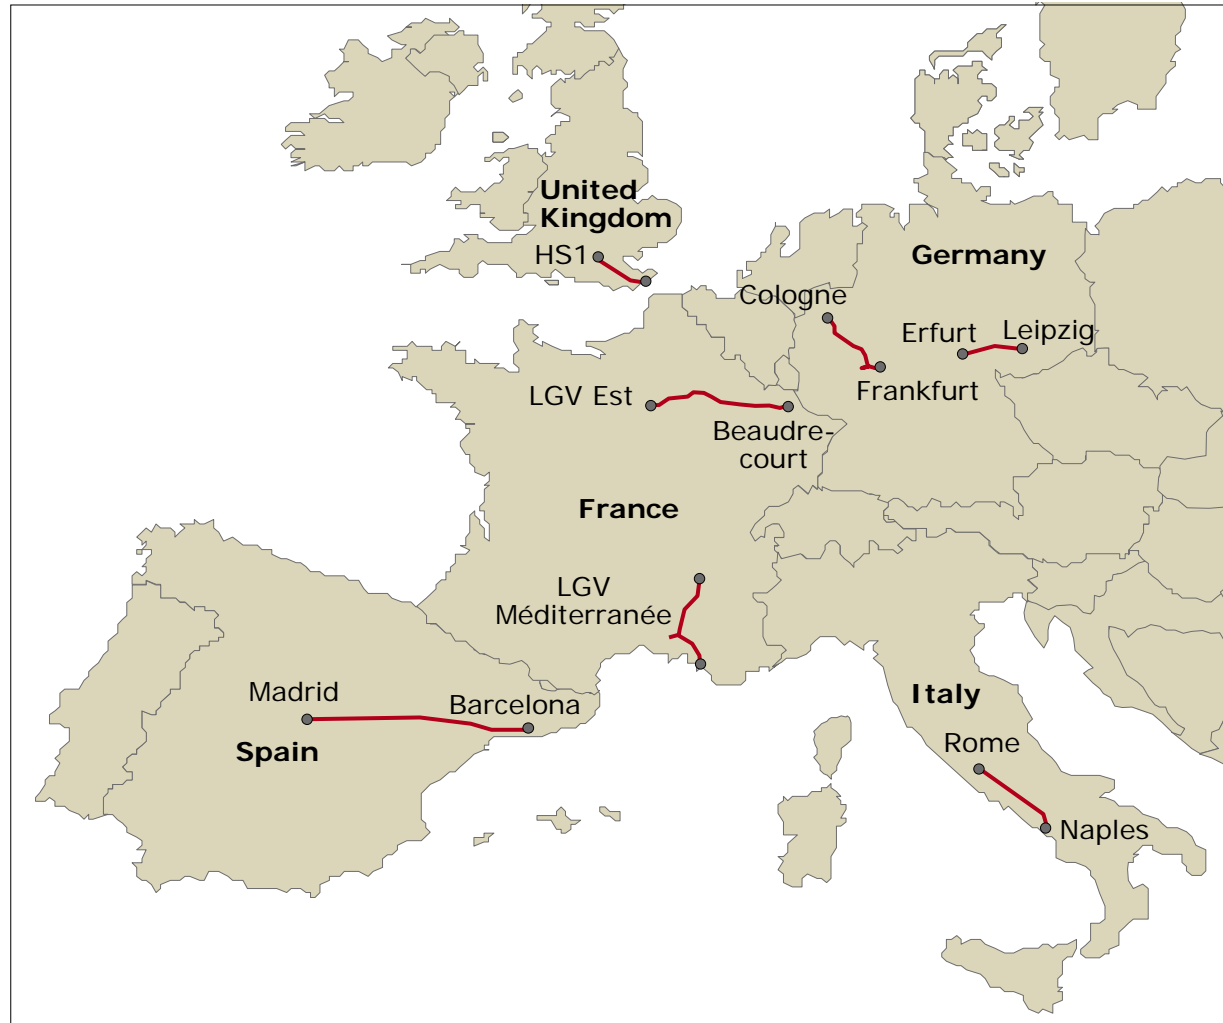 United
Kingdom
HS1
Germany
Cologne
Erfurt
Leipzig
Frankfurt
LGV Est
Beaudre-
court
France
LGV
Méditerranée
Madrid
Barcelona
Spain
Italy
Rome
Naples